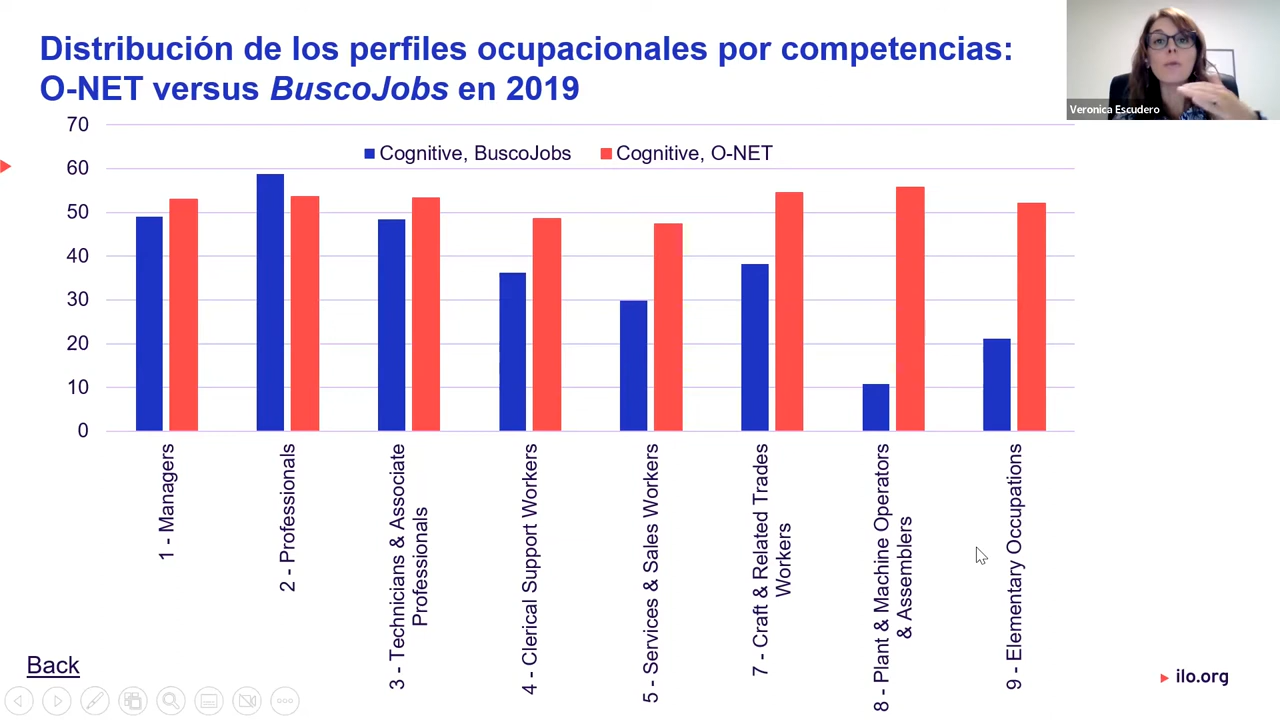 Distribución de los perfiles ocupacionales por competencias:
O-NET versus BuscoJobs en 2019
Veronica Escudero
70
60
50
40
30
20
10
0
Cognitive, BuscoJobs
Cognitive, O-NET
1 - Managers
2 - Professionals
3 - Technicians & Associate
Professionals
4 - Clerical Support Workers
5 - Services & Sales Workers
7 - Craft & Related Trades
Workers
8 - Plant & Machine Operators
& Assemblers
9 - Elementary Occupations
Back
ilo.org